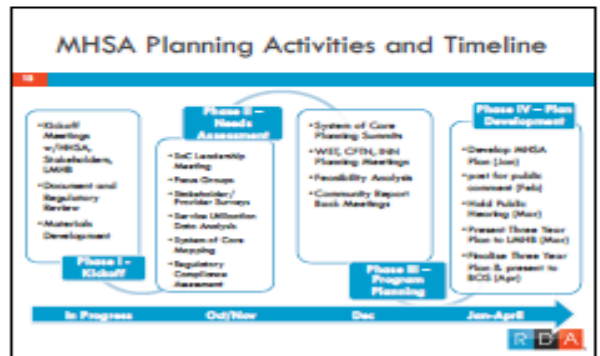 MHSA Planning Activities and Timeline
•Kickoff
Meetings
w/HHSA,
Stakeholders,
LMHB
•Document and
Regulatory
Review
•Materials
Development
Phase I –
Kickoff
Phase II –
Needs
Assessment
•SoC Leadership
Meeting
•Focus Groups
•Stakeholder/
Provider Surveys
•Service Utilization
Data Analysis
•System of Care
Mapping
•Regulatory
Compliance
Assessment
•System of Care
Planning Summits
•WET, CFTN, INN
Planning Meetings
•Feasibility Analysis
•Community Report
Back Meetings
Phase III –
Program
Planning
Phase IV – Plan
Development
•Develop MHSA
Plan (Jan)
•post for public
comment (Feb)
•Hold Public
Hearing (Mar)
•Present Three Year
Plan to LMHB (Mar)
•Finalize Three Year
Plan & present to
BOS (Apr)
In Progress
Oct/Nov
Dec
Jan-April
RDA